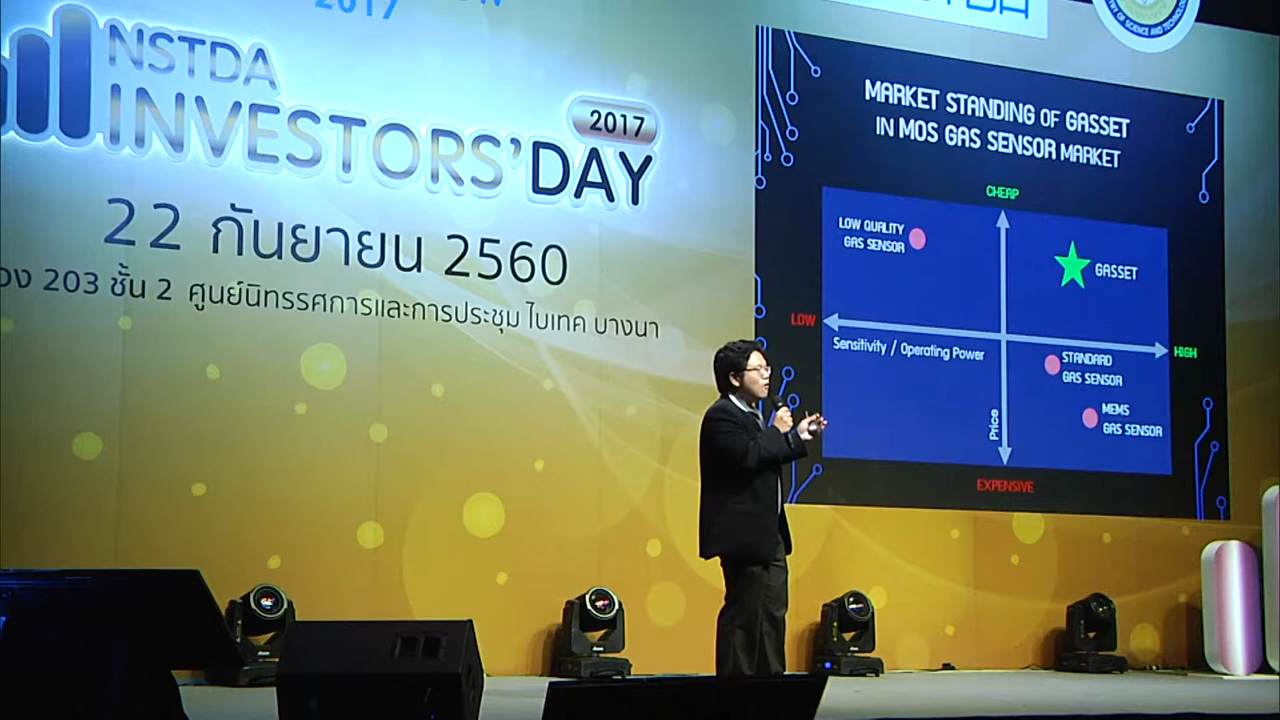 2017
NSTDA
INVESTORS' DAY
2017
22 กันยายน 2560
203 ชั้น 2 ศูนย์นิทรรศการและการประชุม ไบเทค บางนา
MARKET STANDING OF GASSET
IN MOS GAS SENSOR MARKET
CHEAP
LOW QUALITY
GAS SENSOR
GASSET
LOW
HIGH
Sensitivity / Operating Power
STANDARD
GAS SENSOR
MEMS
GAS SENSOR
Price
EXPENSIVE